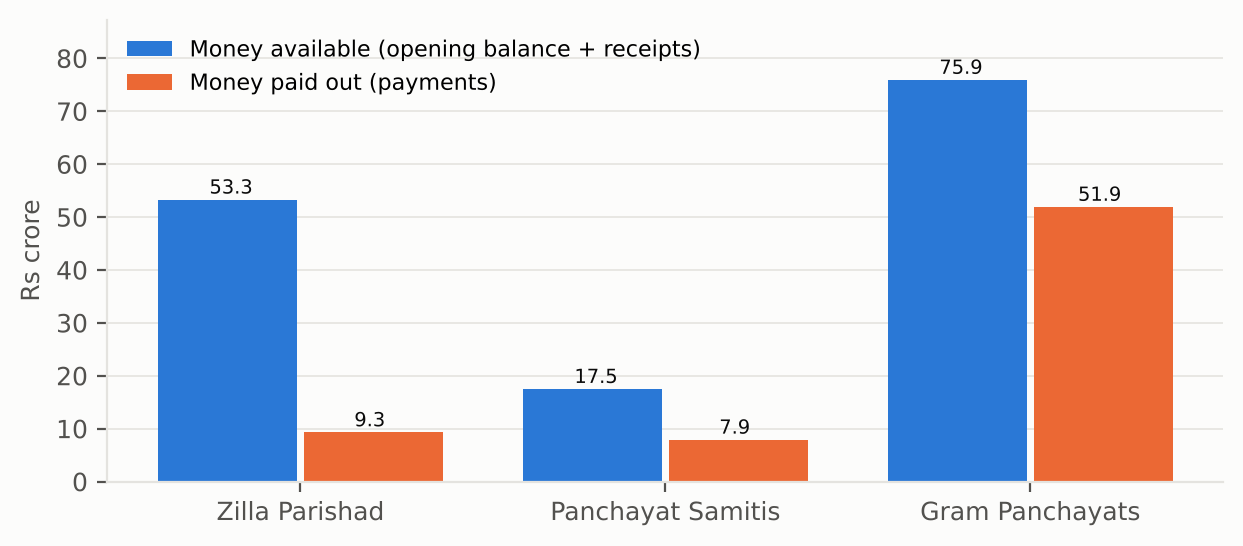 Money available (opening balance + receipts)
Money paid out (payments)
Rs crore
80
70
60
50
40
30
20
10
0
53.3
9.3
17.5
7.9
75.9
51.9
Zilla Parishad
Panchayat Samitis
Gram Panchayats